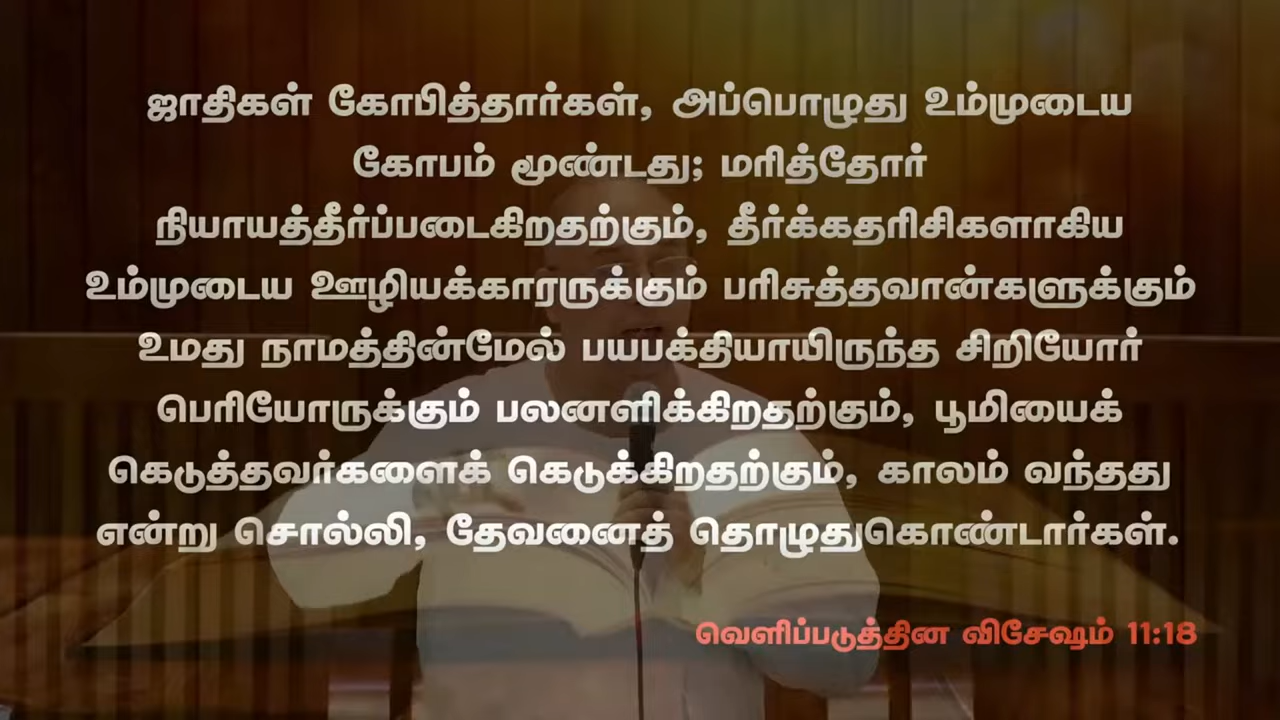 ஜாதிகள் கோபித்தார்கள், அப்பொழுது உம்முடைய
கோபம் மூண்டது; மரித்தோர்
நியாயத்தீர்ப்படைகிறதற்கும், தீர்க்கதரிசிகளாகிய
உம்முடைய ஊழியக்காரருக்கும் பரிசுத்தவான்களுக்கும்
உமது நாமத்தின்மேல் பயபக்தியாயிருந்த சிறியோர்
பெரியோருக்கும் பலனளிக்கிறதற்கும், பூமியைக்
கெடுத்தவர்களைக் கெடுக்கிறதற்கும், காலம் வந்தது
என்று சொல்லி, தேவனைத் தொழுதுகொண்டார்கள்.
வெளிப்படுத்தின விசேஷம் 11:18